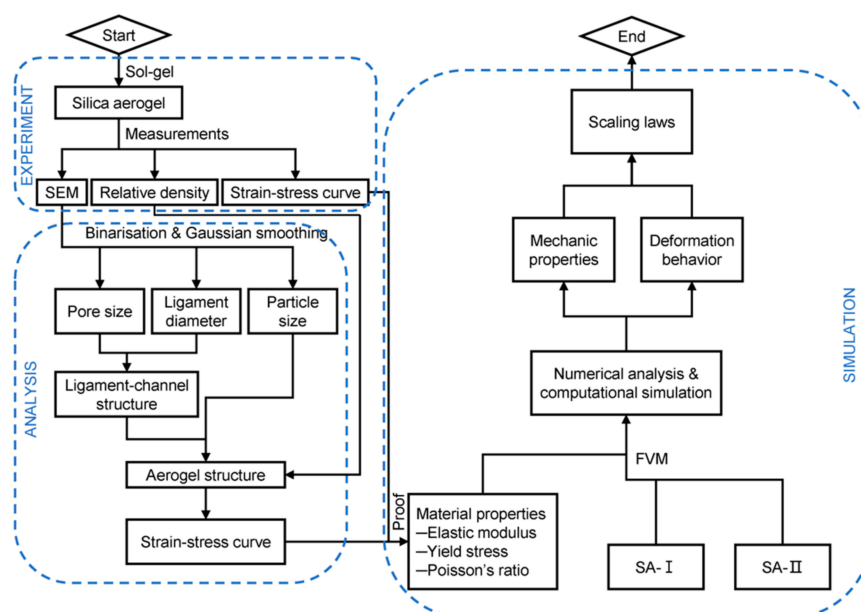 Start
Sol-gel
Silica aerogel
Measurements
EXPERIMENT
SEM
Relative density
Strain-stress curve
Binarisation & Gaussian smoothing
Pore size
Ligament
diameter
Particle
size
Ligament-channel
structure
ANALYSIS
Aerogel structure
Strain-stress curve
Proof
End
Scaling laws
Mechanic
properties
Deformation
behavior
SIMULATION
Numerical analysis &
computational simulation
FVM
Material properties
—Elastic modulus
—Yield stress
—Poisson's ratio
SA-Ⅰ
SA-Ⅱ